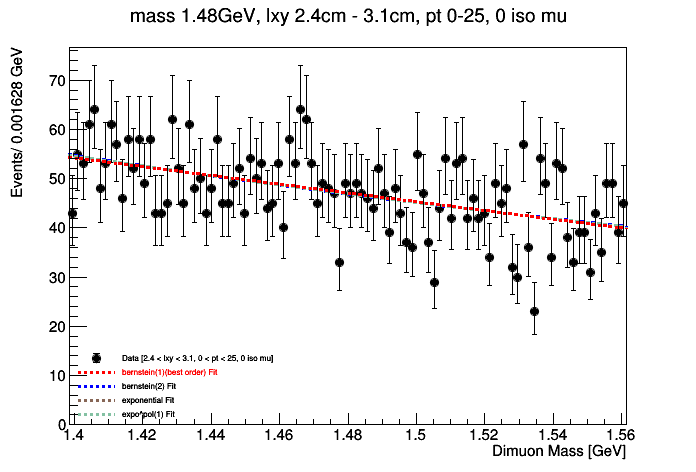 mass 1.48GeV, lxy 2.4cm - 3.1cm, pt 0-25, 0 iso mu
Events/ 0.001628 GeV
70
60
50
40
30
20
10
0
Data [2.4 < lxy < 3.1, 0 < pt < 25, 0 iso mu]
bernstein(1)(best order) Fit
bernstein(2) Fit
exponential Fit
expo*pol(1) Fit
1.4 1.42 1.44 1.46 1.48 1.5 1.52 1.54 1.56
Dimuon Mass [GeV]